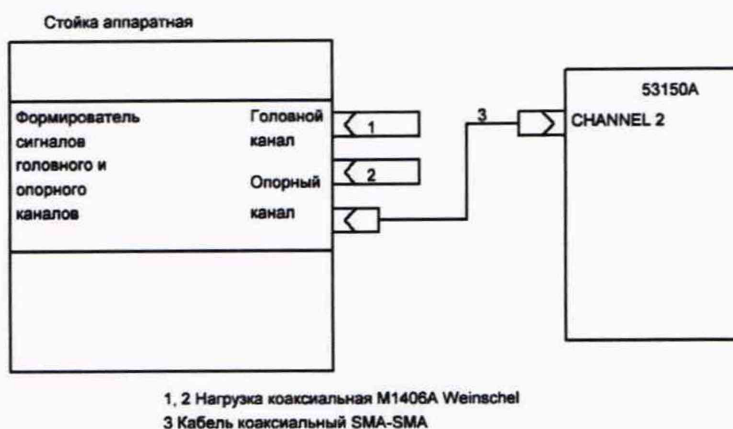 Стойка аппаратная
Формирователь
сигналов
головного и
опорного
каналов
Головной
канал
Опорный
канал
1
2
3
53150A
CHANNEL 2
1, 2 Нагрузка коаксиальная M1406A Weinschel
3 Кабель коаксиальный SMA-SMA